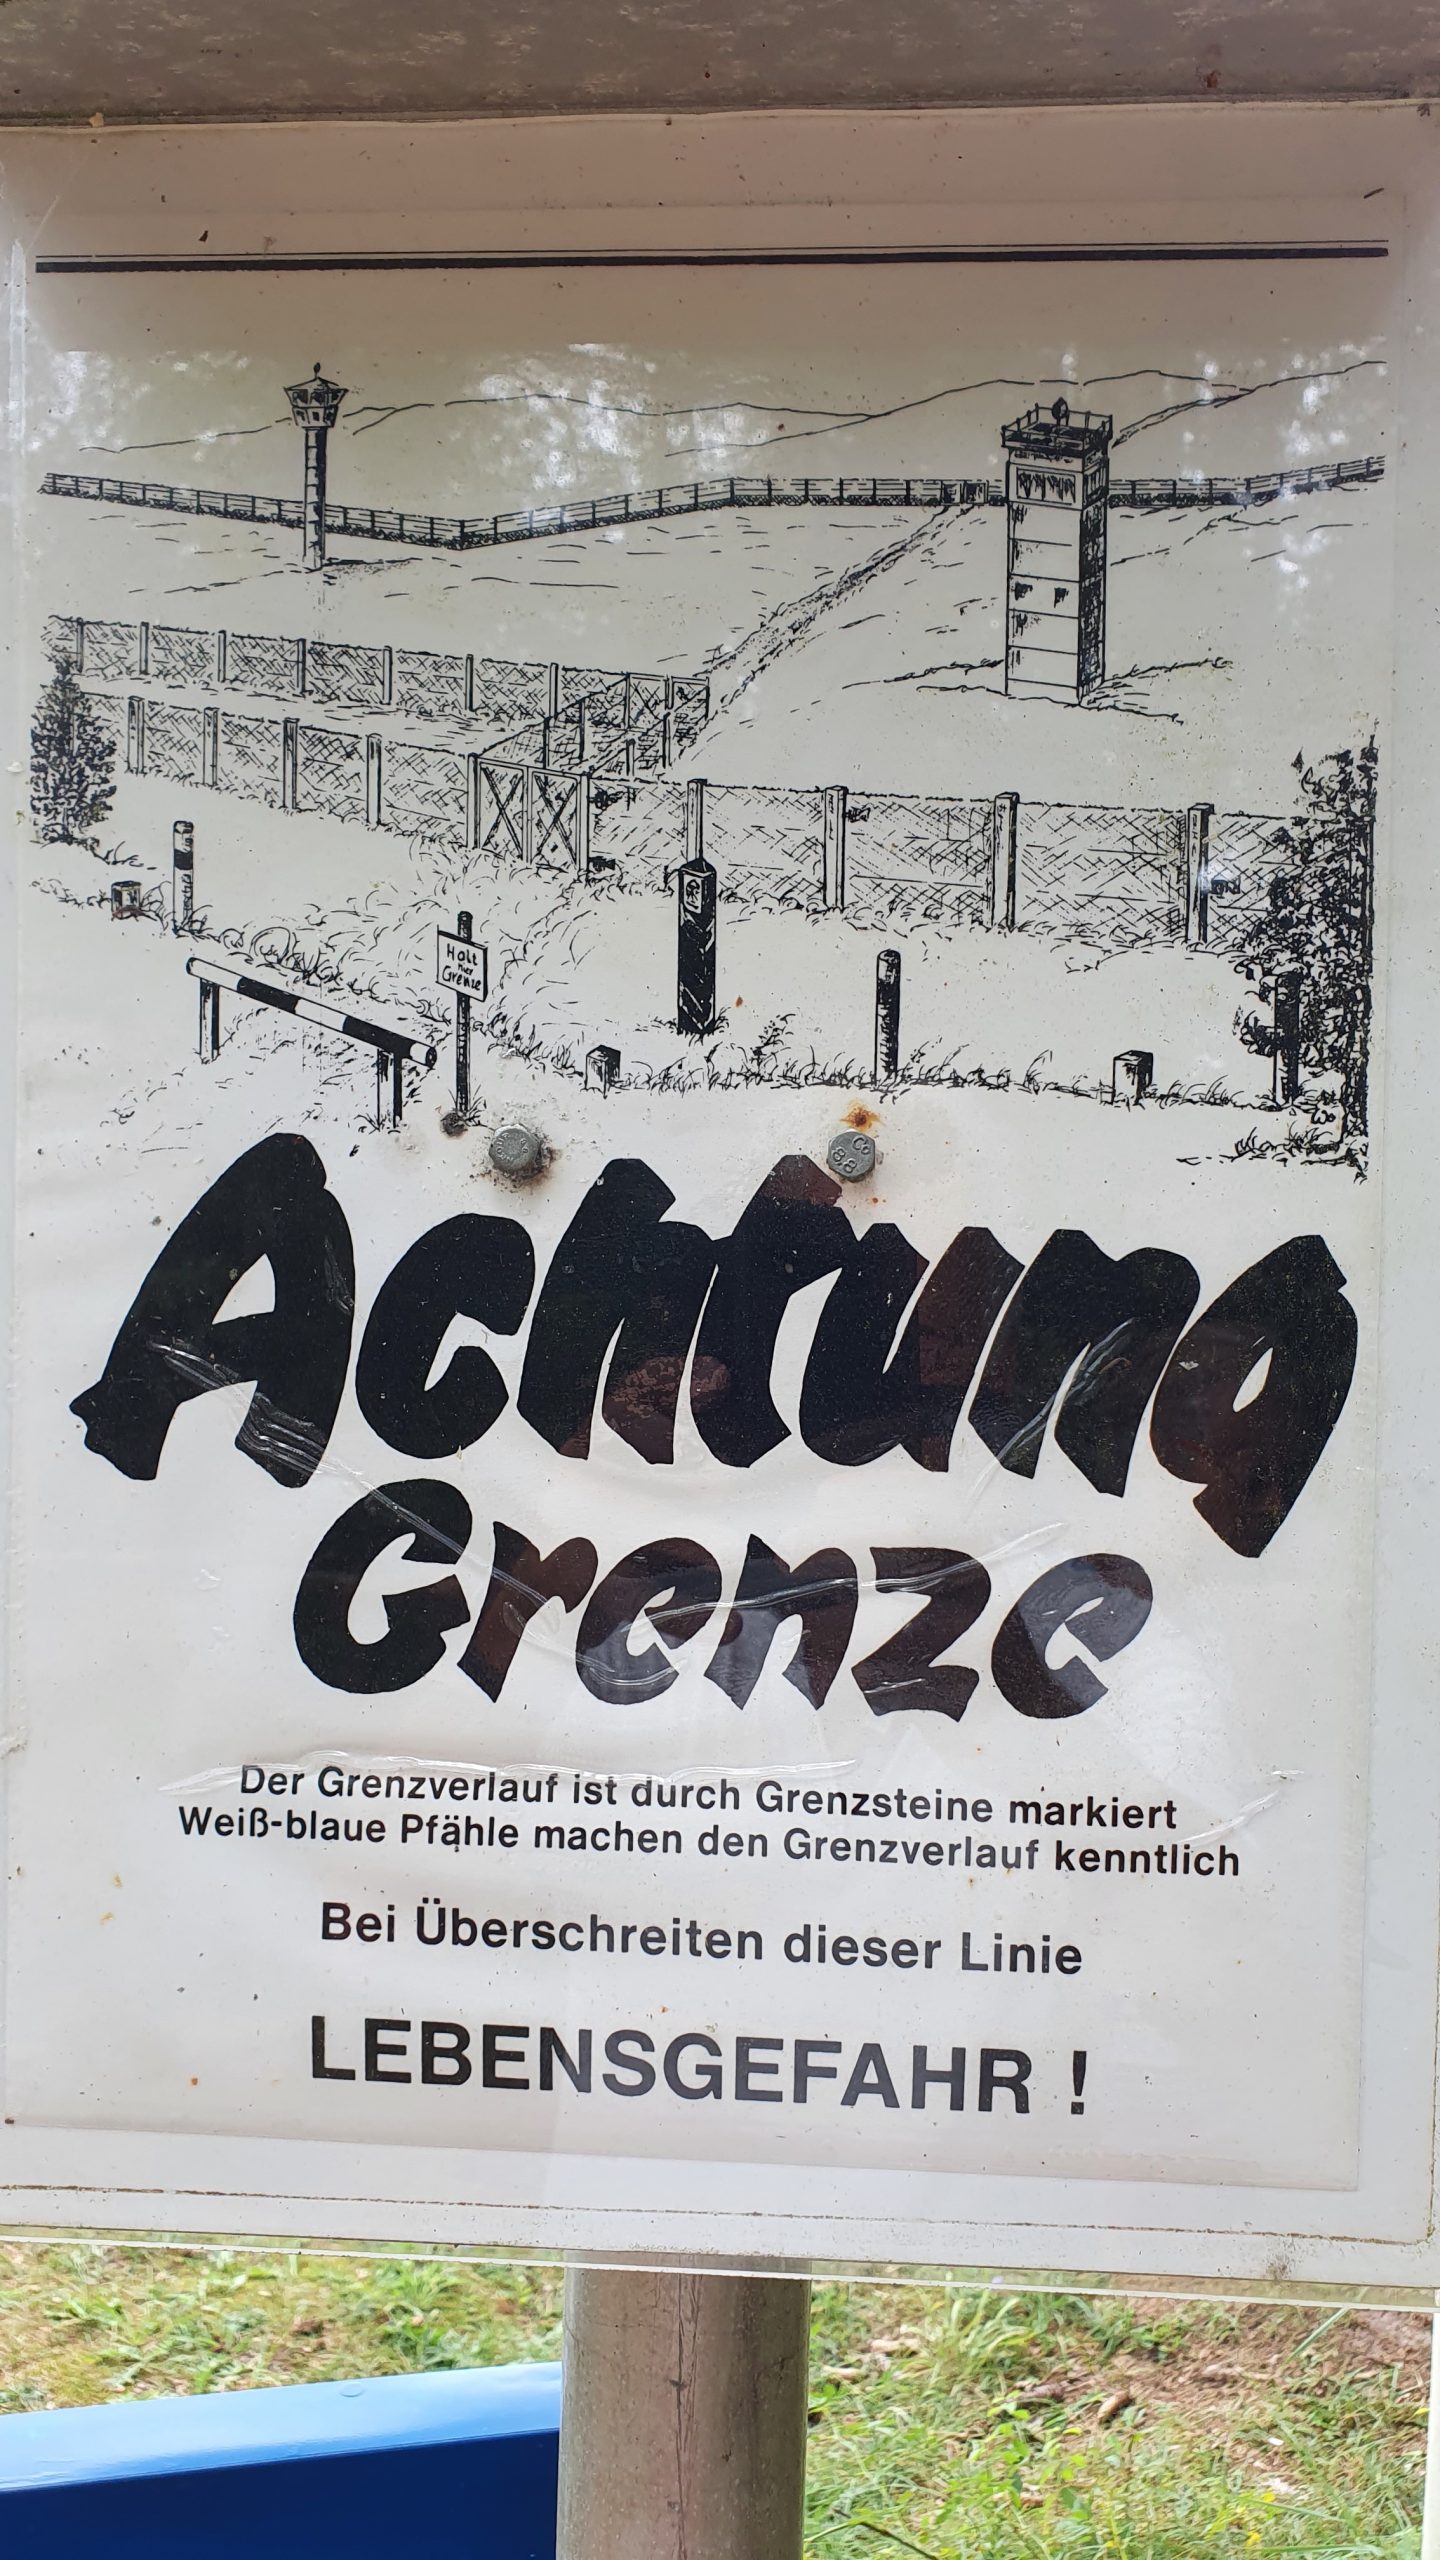 Halt
hier
Grenze
Achtung
Grenze
Der Grenzverlauf ist durch Grenzsteine markiert
Weiß-blaue Pfähle machen den Grenzverlauf kenntlich
Bei Überschreiten dieser Linie
LEBENSGEFAHR !